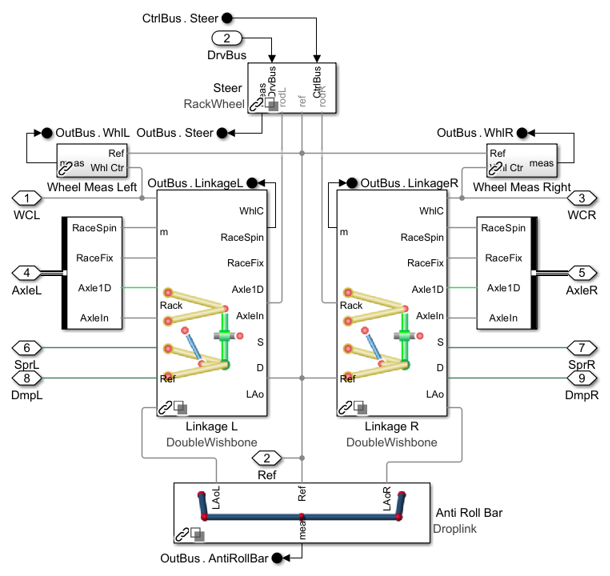 CtrlBus . Steer
2
DrvBus
Steer
RackWheel
meas
DrvBus
rodL
ref
CtrlBus
rodR
OutBus . WhlL
OutBus . Steer
OutBus . WhlR
meas
Ref
Whl Ctr
Wheel Meas Left
Ref
Whl Ctr
meas
Wheel Meas Right
OutBus . LinkageL
OutBus . LinkageR
1
WCL
3
WCR
WhlC
m
RaceSpin
RaceFix
Axle1D
Rack
AxleIn
S
D
Ref
LAo
Linkage L
DoubleWishbone
WhlC
m
RaceSpin
RaceFix
Axle1D
Rack
AxleIn
S
D
Ref
LAo
Linkage R
DoubleWishbone
RaceSpin
RaceFix
Axle1D
AxleIn
4
AxleL
RaceSpin
RaceFix
Axle1D
AxleIn
5
AxleR
6
SprL
8
DmpL
7
SprR
9
DmpR
2
Ref
LAoL
Ref
LAoR
meas
Anti Roll Bar
Droplink
OutBus . AntiRollBar